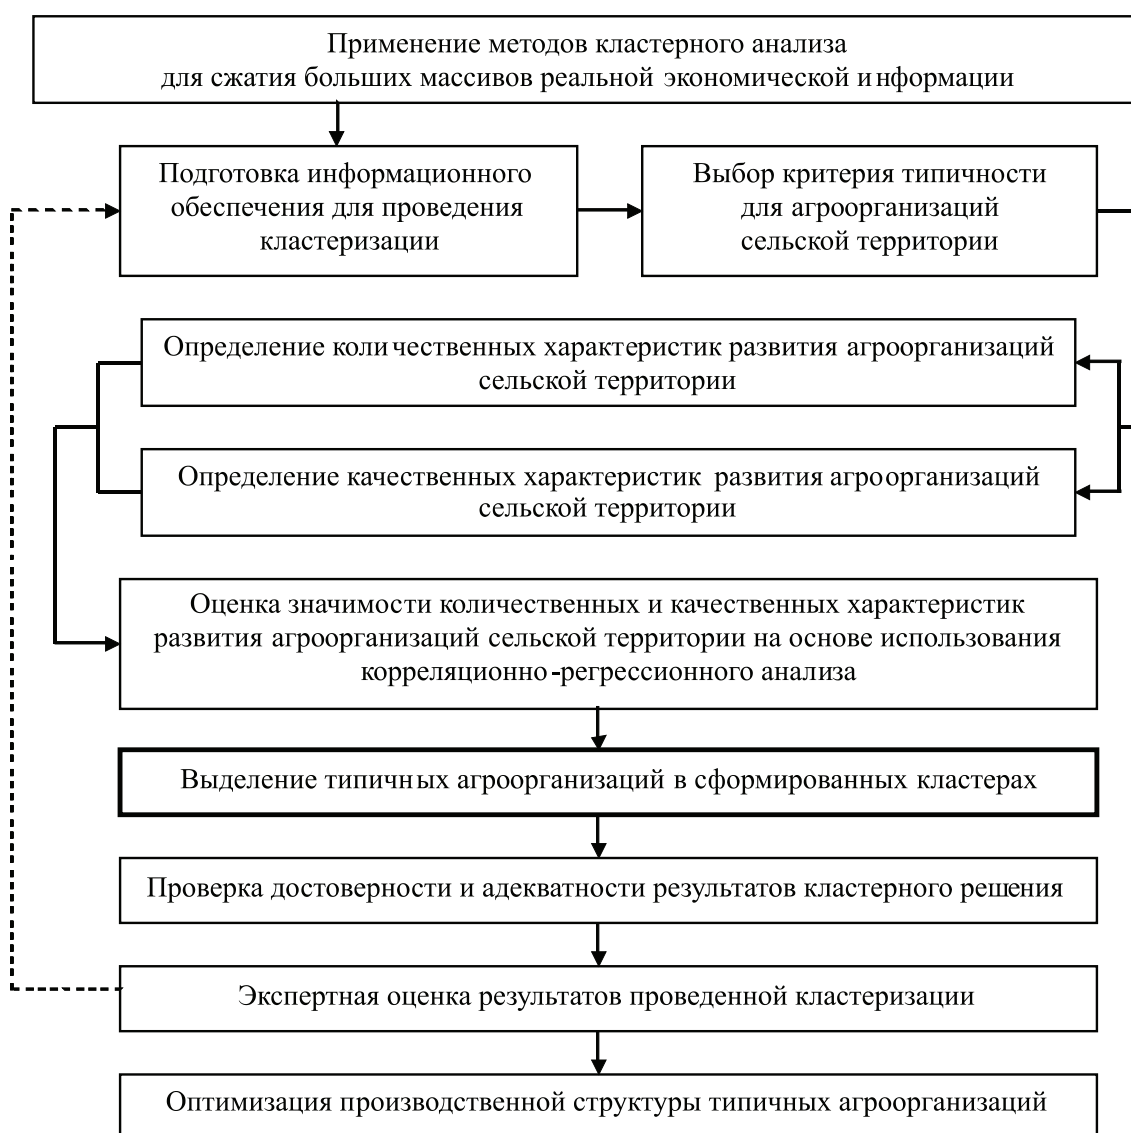 Применение методов кластерного анализа
для сжатия больших массивов реальной экономической информации
Подготовка информационного
обеспечения для проведения
кластеризации
Выбор критерия типичности
для агроорганизаций
сельской территории
Определение количественных характеристик развития агроорганизаций
сельской территории
Определение качественных характеристик развития агроорганизаций
сельской территории
Оценка значимости количественных и качественных характеристик
развития агроорганизаций сельской территории на основе использования
корреляционно-регрессионного анализа
Выделение типичных агроорганизаций в сформированных кластерах
Проверка достоверности и адекватности результатов кластерного решения
Экспертная оценка результатов проведенной кластеризации
Оптимизация производственной структуры типичных агроорганизаций